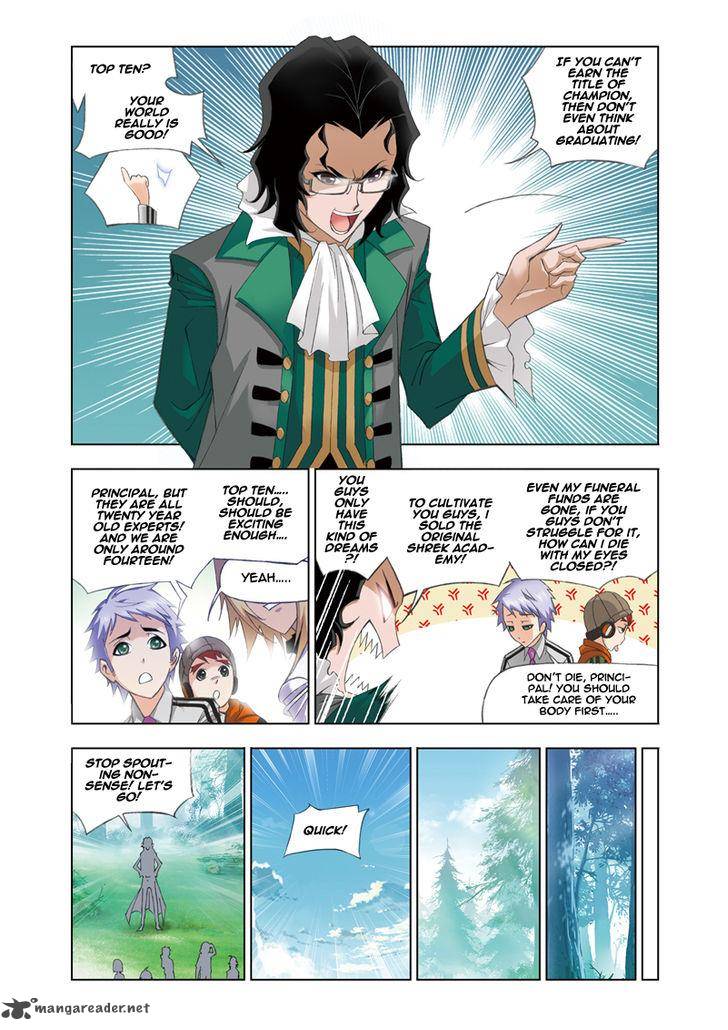 TOP TEN?
YOUR
WORLD
REALLY IS
GOOD!
IF YOU CAN'T
EARN THE
TITLE OF
CHAMPION,
THEN DON'T
EVEN THINK
ABOUT
GRADUATING!
PRINCIPAL, BUT
THEY ARE ALL
TWENTY YEAR
OLD EXPERTS!
AND WE ARE
ONLY AROUND
FOURTEEN!
TOP TEN.....
SHOULD,
SHOULD BE
EXCITING
ENOUGH....
YEAH.....
YOU
GUYS
ONLY
HAVE
THIS
KIND OF
DREAMS
?!
TO CULTIVATE
YOU GUYS, I
SOLD THE
ORIGINAL
SHREK ACAD-
EMY!
EVEN MY FUNERAL
FUNDS ARE
GONE, IF YOU
GUYS DON'T
STRUGGLE FOR IT,
HOW CAN I DIE
WITH MY EYES
CLOSED?!
DON'T DIE, PRINCI-
PAL! YOU SHOULD
TAKE CARE OF YOUR
BODY FIRST.....
STOP SPOUT-
ING NON-
SENSE! LET'S
GO!
QUICK!
mangareader.net